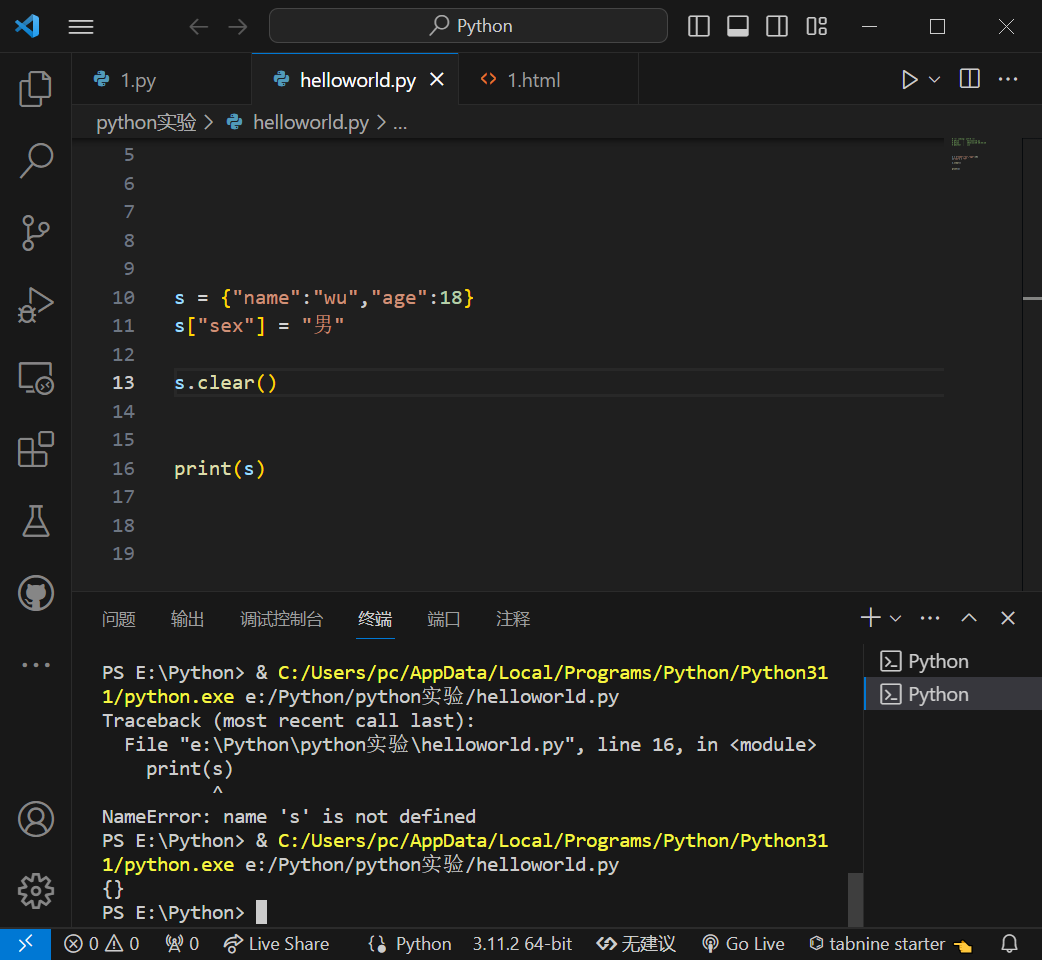 Python
1.py
helloworld.py
1.html
python实验 > helloworld.py > ...
5
6
7
8
9
10 s = {"name":"wu","age":18}
11 s["sex"] = "男"
12
13 s.clear()
14
15
16 print(s)
17
18
19
问题 输出 调试控制台 终端 端口 注释
PS E:\Python> & C:/Users/pc/AppData/Local/Programs/Python/Python31
1/python.exe e:/Python/python实验/helloworld.py
Traceback (most recent call last):
File "e:\Python\python实验\helloworld.py", line 16, in <module>
print(s)
^
NameError: name 's' is not defined
PS E:\Python> & C:/Users/pc/AppData/Local/Programs/Python/Python31
1/python.exe e:/Python/python实验/helloworld.py
{}
PS E:\Python>
Python
Python
0 0 0 Live Share Python 3.11.2 64-bit 无建议 Go Live tabnine starter